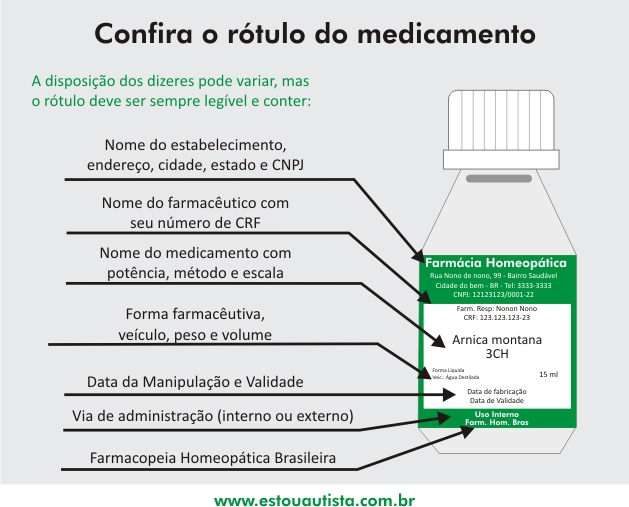 Confira o rótulo do medicamento
A disposição dos dizeres pode variar, mas
o rótulo deve ser sempre legível e conter:
Nome do estabelecimento,
endereço, cidade, estado e CNPJ
Nome do farmacêutico com
seu número de CRF
Nome do medicamento com
potência, método e escala
Forma farmacêutiva,
veículo, peso e volume
Data da Manipulação e Validade
Via de administração (interno ou externo)
Farmacopeia Homeopática Brasileira
Farmácia Homeopática
Rua Nono de nono, 99 - Bairro Saudável
Cidade do bem - BR - Tel: 3333-3333
CNPJ: 12123123/0001-22
Farm. Resp: Nonon Nono
CRF: 123.123.123-23
Arnica montana
3CH
Forma Líquida
Veic.: Água Destilada
15 ml
Data de fabricação
Data de Validade
Uso Interno
Farm. Hom. Bras
www.estouautista.com.br